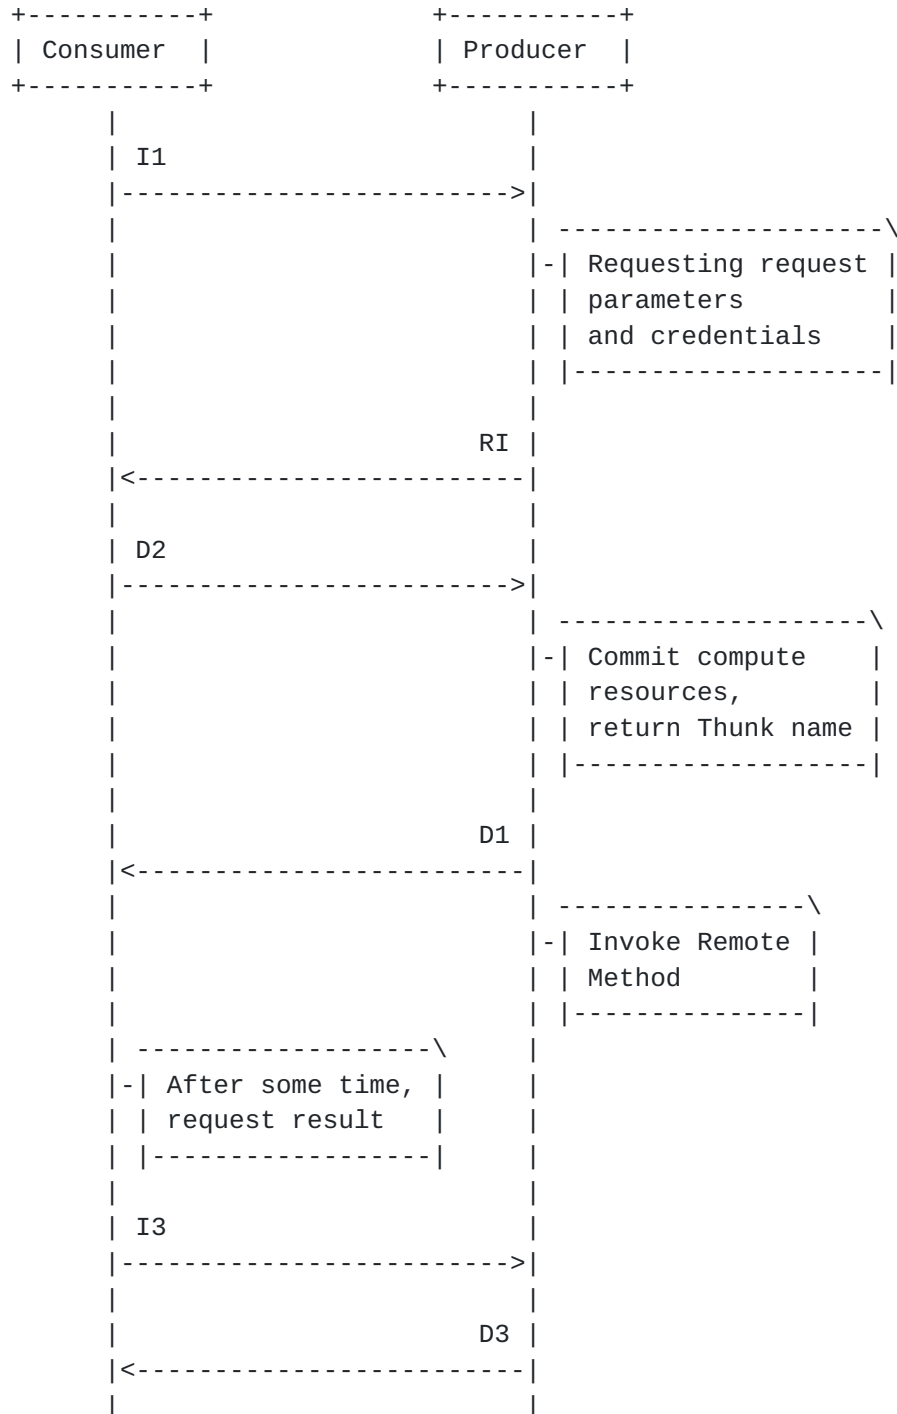 Consumer Producer
I1
Requesting request
parameters
and credentials
RI
D2
Commit compute
resources,
return Thunk name
D1
Invoke Remote
Method
After some time,
request result
I3
D3